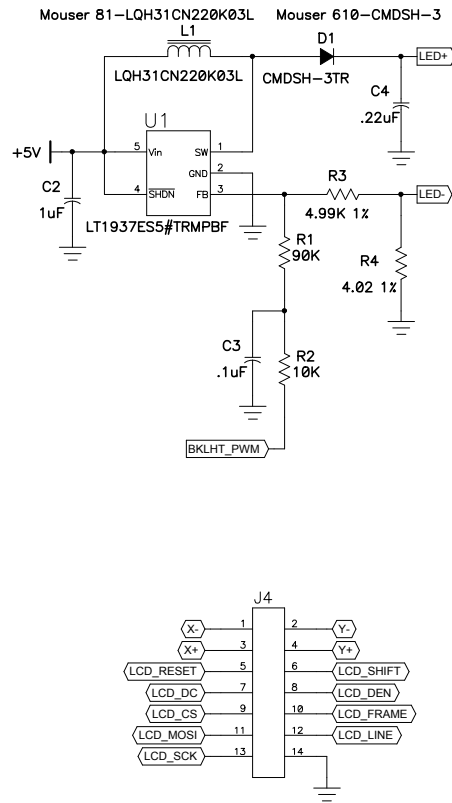 Mouser 81-LQH31CN220K03L
Mouser 610-CMDSH-3
L1
D1
LED+
LQH31CN220K03L
CMDSH-3TR
C4
.22uF
U1
+5V
5 Vin
SW 1
GND 2
4 SHDN
FB 3
C2
1uF
R3
4.99K 1%
LED-
LT1937ES5#TRMPBF
R1
90K
R4
4.02 1%
C3
.1uF
R2
10K
BKLHT_PWM
J4
X- 1 2 Y-
X+ 3 4 Y+
LCD_RESET 5 6 LCD_SHIFT
LCD_DC 7 8 LCD_DEN
LCD_CS 9 10 LCD_FRAME
LCD_MOSI 11 12 LCD_LINE
LCD_SCK 13 14